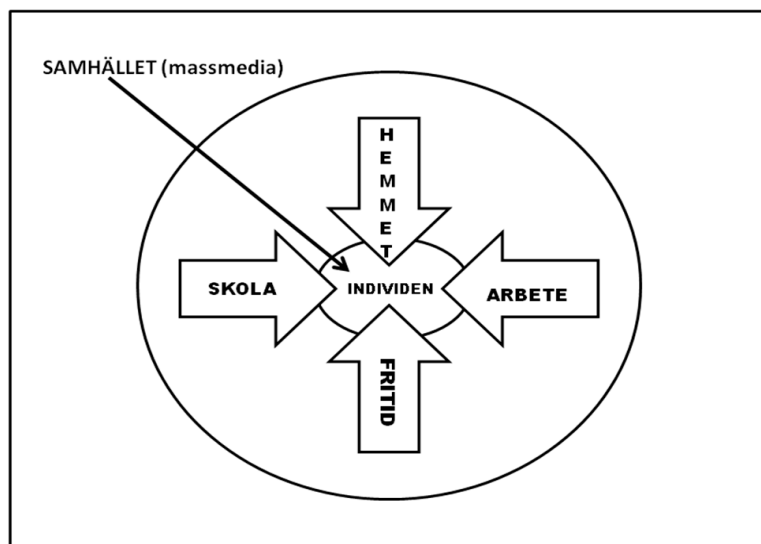 SAMHÄLLET (massmedia)
HEMMET
SKOLA
INDIVIDEN
ARBETE
FRITID